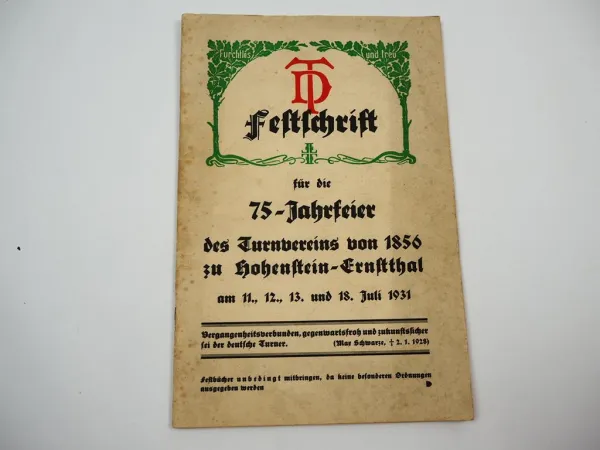 Furchtlos und treu
DT
Festschrift
für die
75-Jahrfeier
des Turnvereins von 1856
zu Hohenstein-Ernstthal
am 11., 12., 13. und 18. Juli 1931
Vergangenheitsverbunden, gegenwartsfroh und zukunftssicher
sei der deutsche Turner. (Max Schwarze, † 2. 1. 1928)
Festbücher unbedingt mitbringen, da keine besonderen Ordnungen
ausgegeben werden